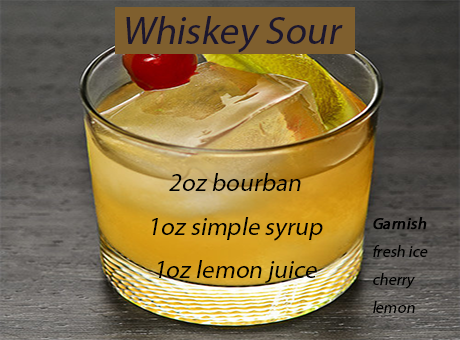 Whiskey Sour
2oz bourban
1oz simple syrup
1oz lemon juice
Garnish
fresh ice
cherry
lemon